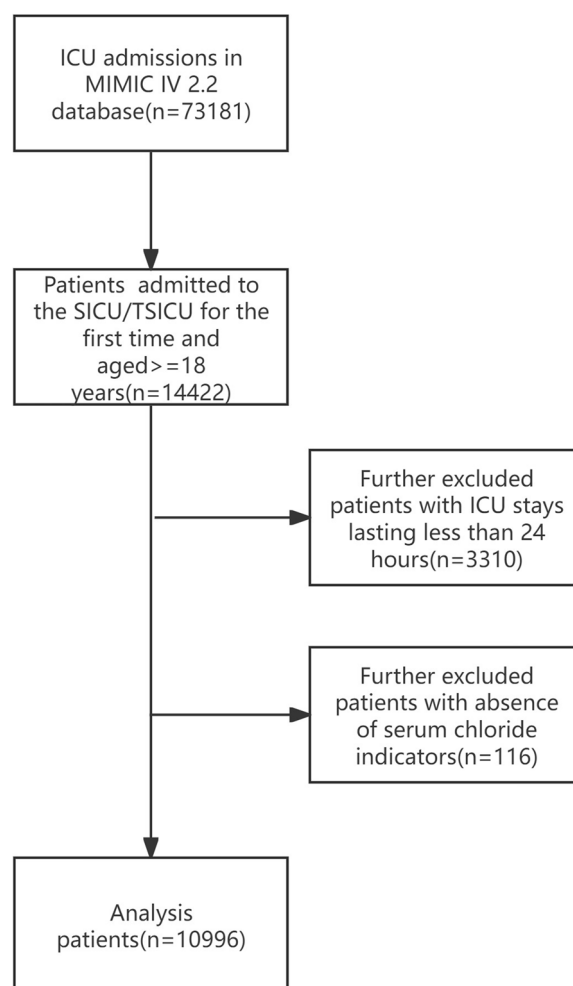 ICU admissions in
MIMIC IV 2.2
database(n=73181)
Patients  admitted to
the SICU/TSICU for the
first time and
aged>=18
years(n=14422)
Further excluded
patients with ICU stays
lasting less than 24
hours(n=3310)
Further excluded
patients with absence
of serum chloride
indicators(n=116)
Analysis
patients(n=10996)